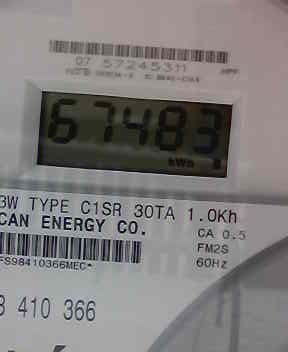 07 57245311
67483
kWh
3W TYPE C1SR 30TA 1.0Kh
CAN ENERGY CO.
CA 0.5
FM2S
FS98410366MEC*
60Hz
8 410 366